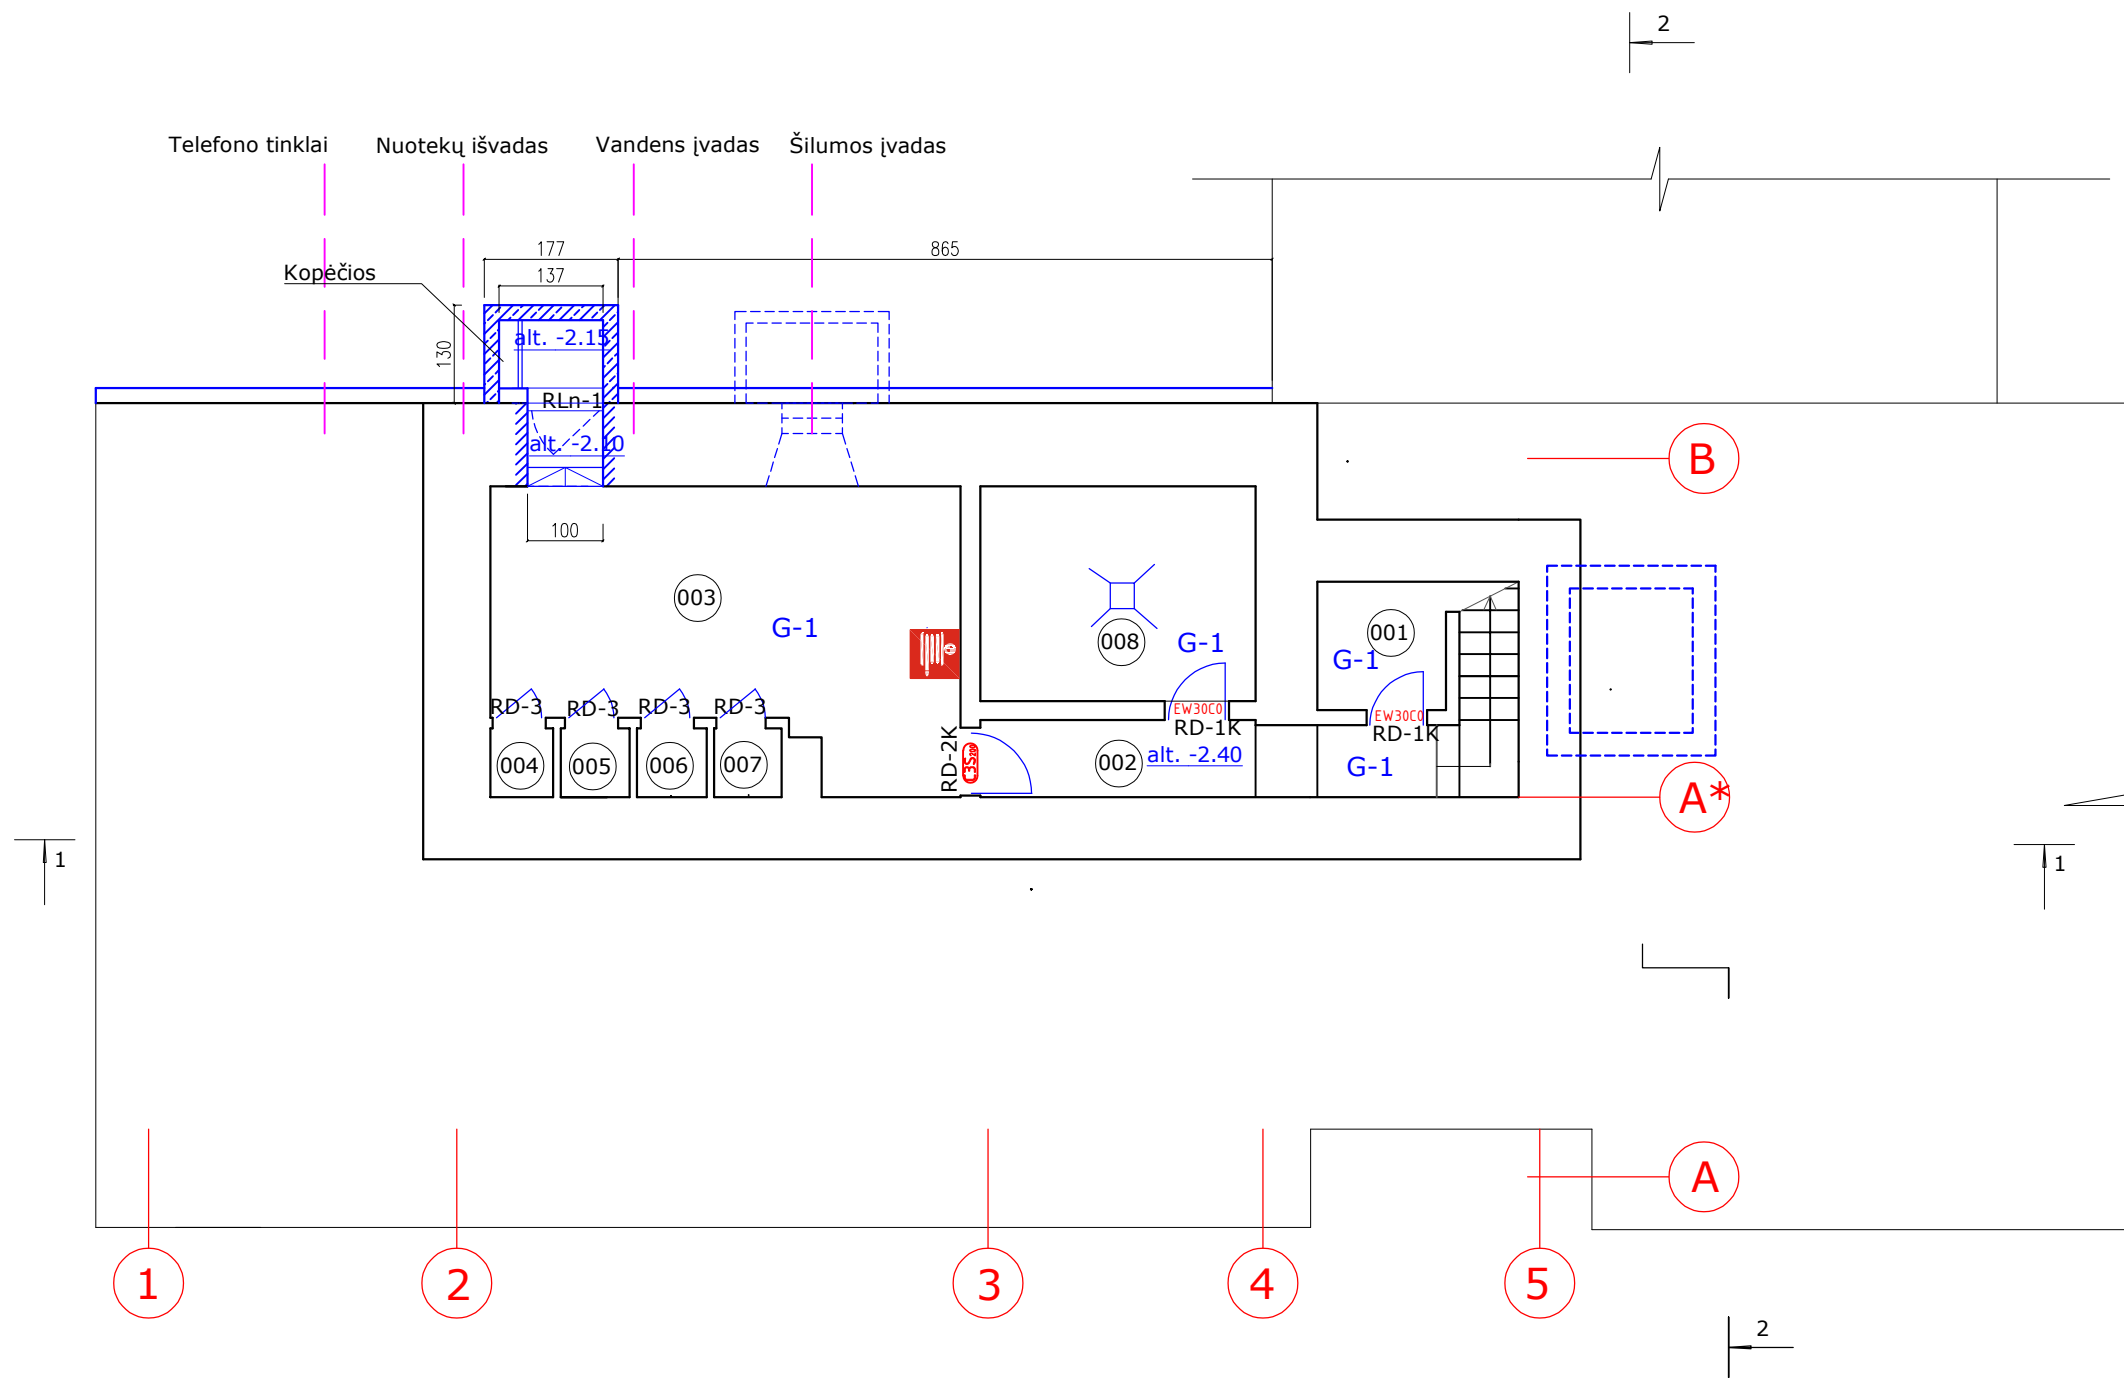 2
Telefono tinklai
Nuotekų išvadas
Vandens įvadas
Šilumos įvadas
177
865
Kopėčios
137
130
alt. -2.15
RLn-1
alt. -2.10
B
100
003
G-1
008
G-1
001
G-1
RD-3
RD-3
RD-3
RD-3
EW30C0
RD-1K
EW30C0
RD-1K
RD-2K
C3S200
004
005
006
007
002
alt. -2.40
G-1
A*
1
1
A
1
2
3
4
5
2